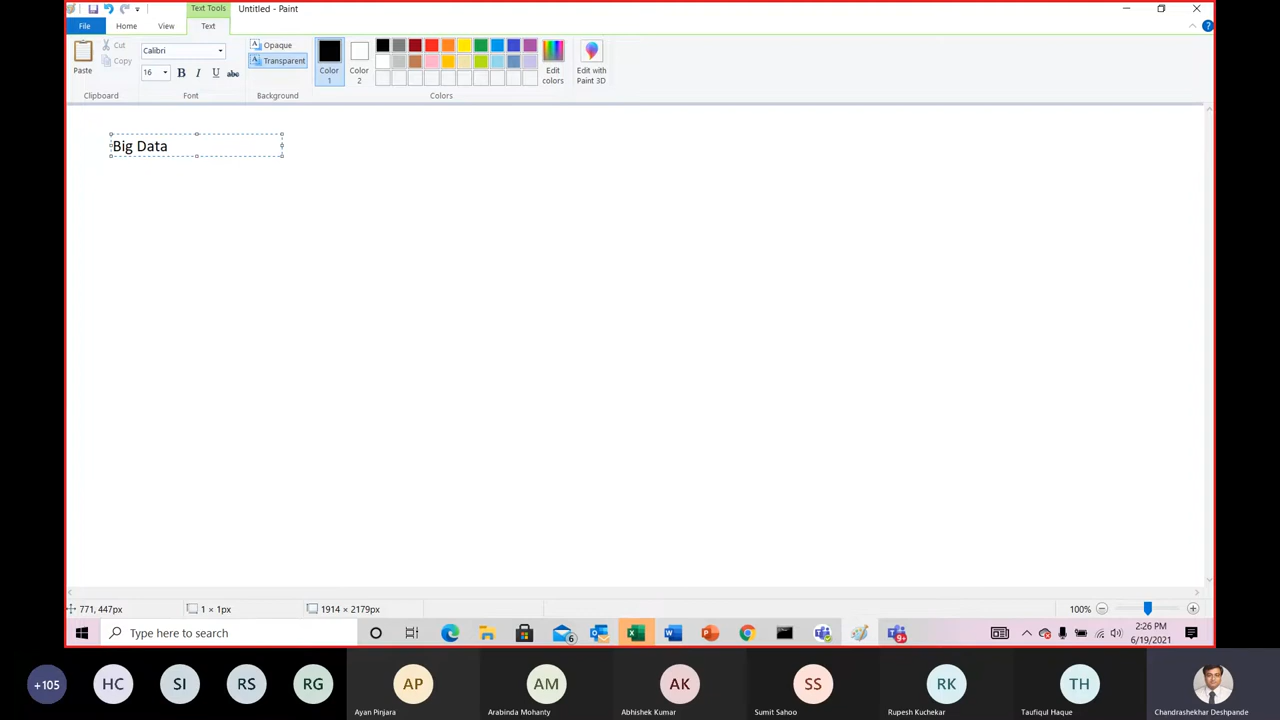 Text Tools
Untitled - Paint
File
Home
View
Text
Cut
Copy
Paste
Clipboard
Calibri
16
B I U abc
Font
Opaque
Transparent
Background
Color 1
Color 2
Edit colors
Edit with Paint 3D
Colors
Big Data
771, 447px
1 × 1px
1914 × 2179px
100%
Type here to search
6
9+
2:26 PM
6/19/2021
+105
HC
SI
RS
RG
AP
AM
AK
SS
RK
TH
Ayan Pinjara
Arabinda Mohanty
Abhishek Kumar
Sumit Sahoo
Rupesh Kuchekar
Taufiqul Haque
Chandrashekhar Deshpande